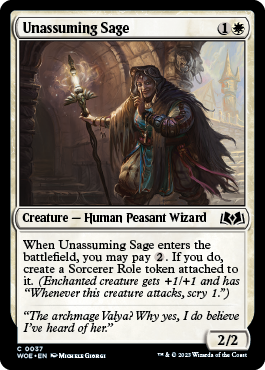 Unassuming Sage 1
Creature — Human Peasant Wizard
When Unassuming Sage enters the
battlefield, you may pay 2. If you do,
create a Sorcerer Role token attached to
it. (Enchanted creature gets +1/+1 and has
“Whenever this creature attacks, scry 1.”)
“The archmage Valya? Why yes, I do believe
I’ve heard of her.”
2/2
C 0037
WOE • EN Michele Giorgi
™ & © 2023 Wizards of the Coast